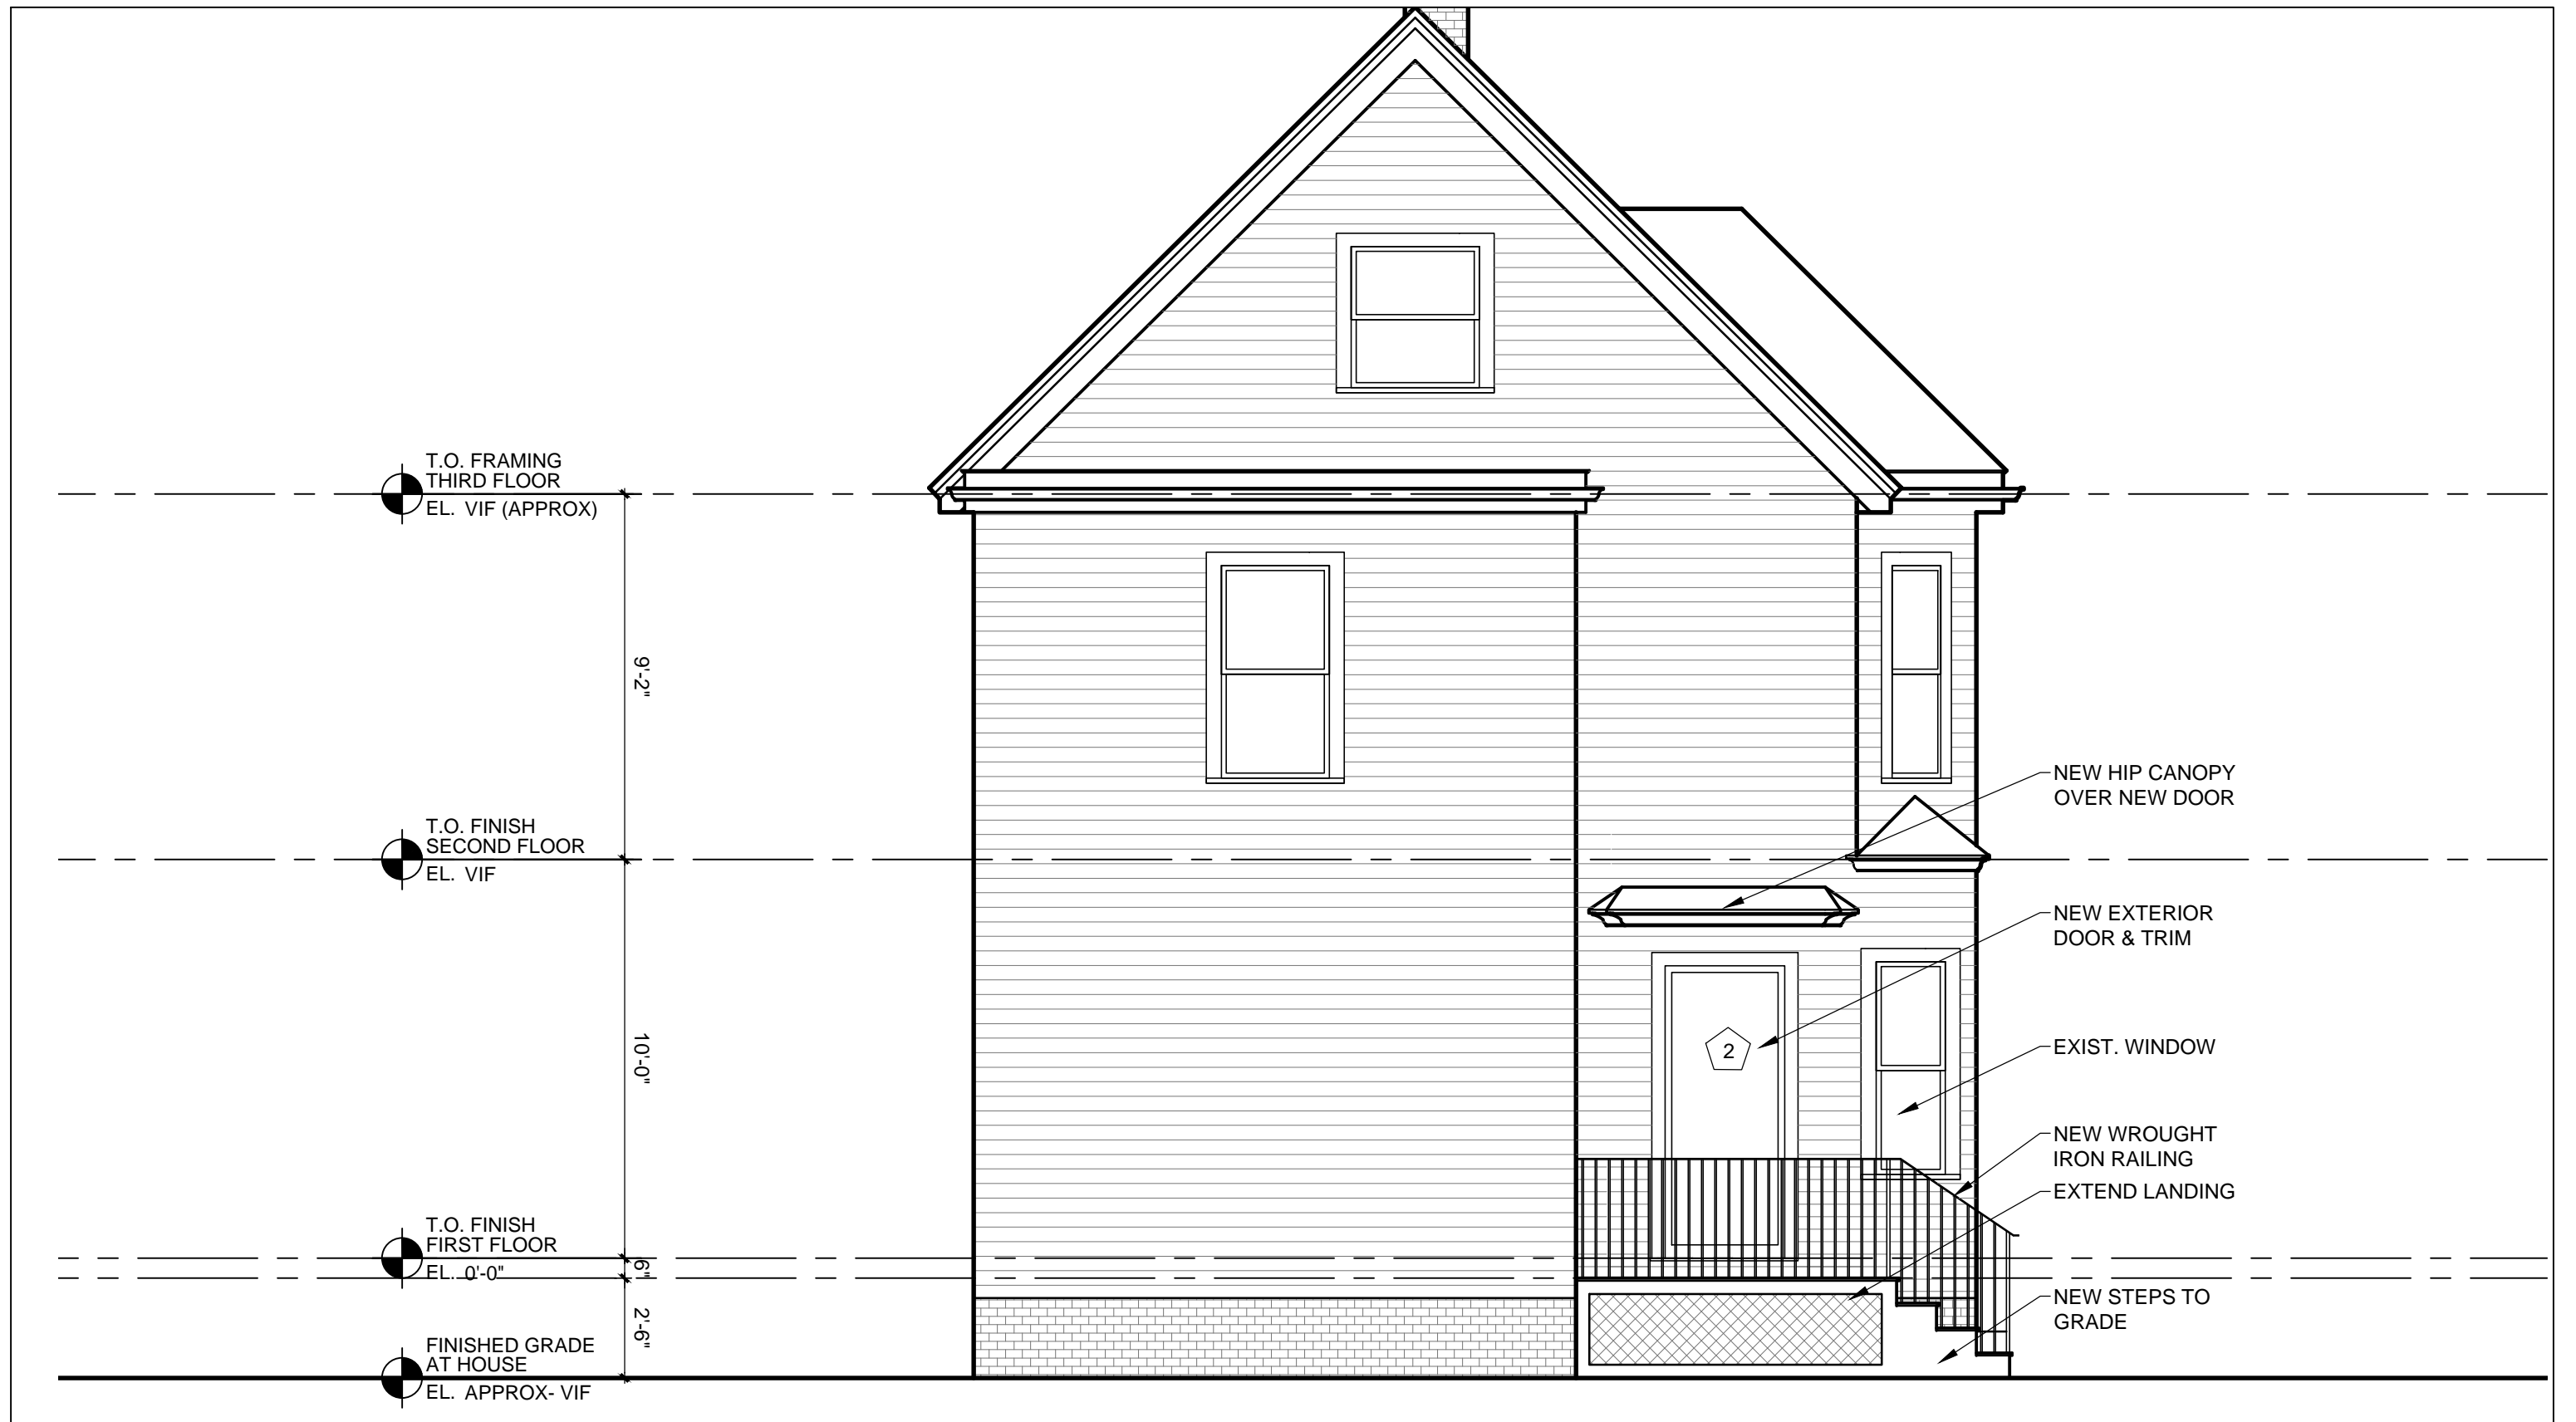 T.O. FRAMING
THIRD FLOOR
EL. VIF (APPROX)
9'-2"
T.O. FINISH
SECOND FLOOR
EL. VIF
10'-0"
T.O. FINISH
FIRST FLOOR
EL. 0'-0"
6"
2'-6"
FINISHED GRADE
AT HOUSE
EL. APPROX- VIF
NEW HIP CANOPY
OVER NEW DOOR
NEW EXTERIOR
DOOR & TRIM
2
EXIST. WINDOW
NEW WROUGHT
IRON RAILING
EXTEND LANDING
NEW STEPS TO
GRADE